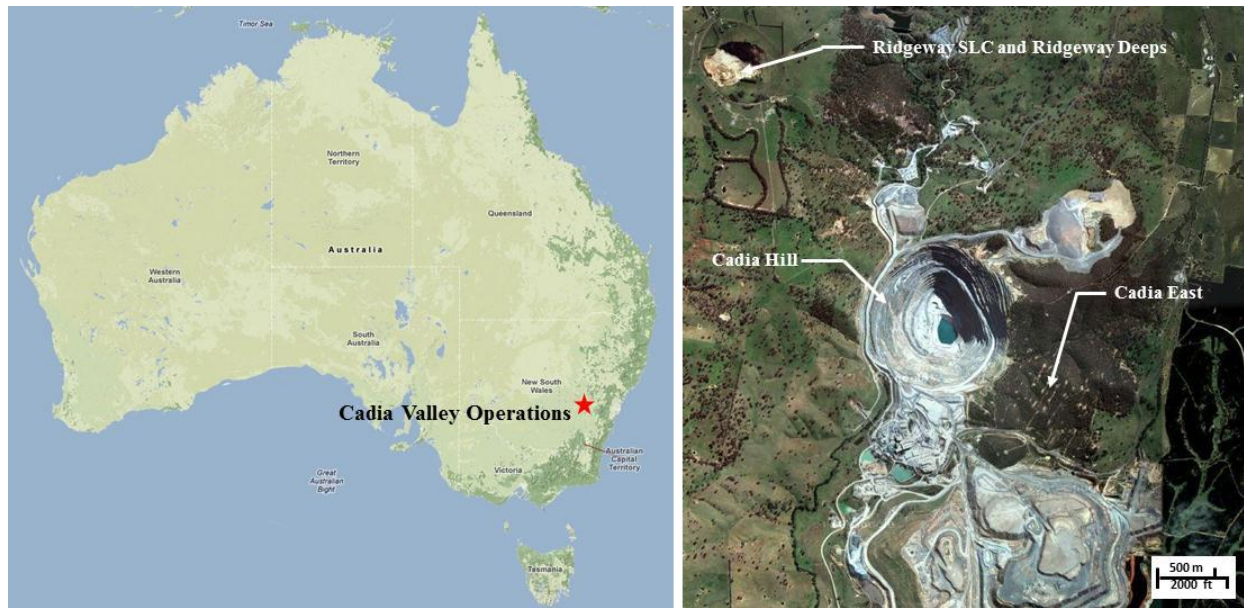 Timor Sea
Northern
Territory
Queensland
Australia
Western
Australia
South
Australia
New South
Wales
Cadia Valley Operations
Australian
Capital
Territory
Great
Australian
Bight
Victoria
Tasmania
Ridgeway SLC and Ridgeway Deeps
Cadia Hill
Cadia East
500 m
2000 ft